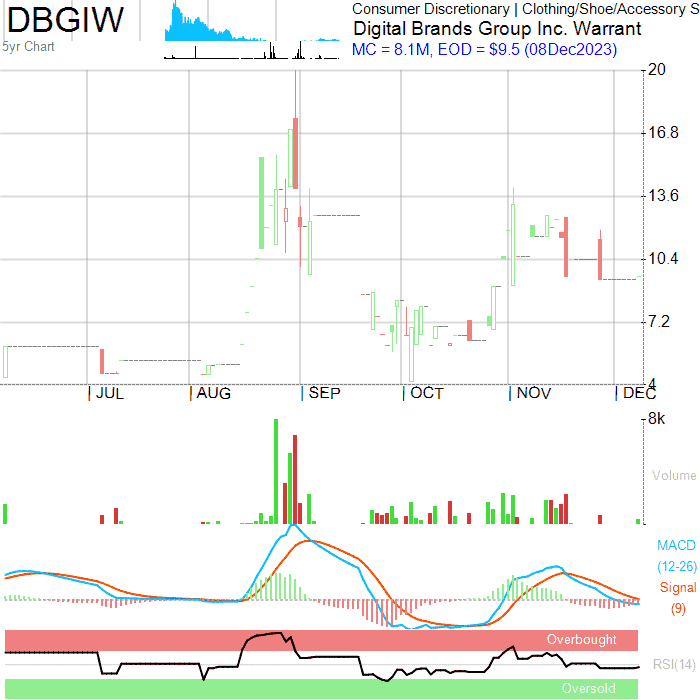 DBGIW
5yr Chart
Consumer Discretionary | Clothing/Shoe/Accessory S
Digital Brands Group Inc. Warrant
MC = 8.1M, EOD = $9.5 (08Dec2023)
20
16.8
13.6
10.4
7.2
4
JUL
AUG
SEP
OCT
NOV
DEC
8k
Volume
MACD
(12-26)
Signal
(9)
Overbought
RSI(14)
Oversold